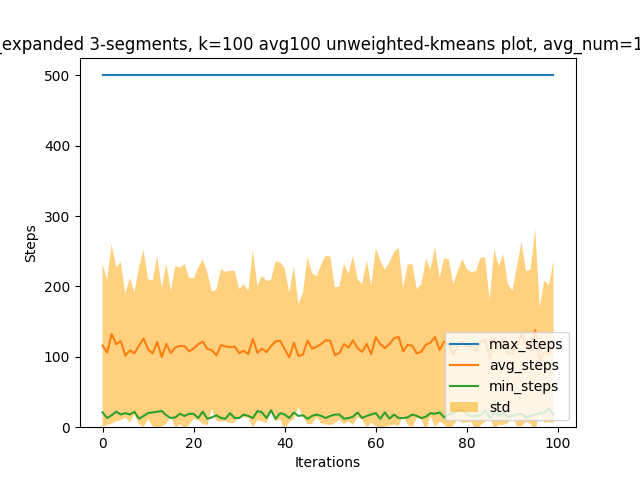 _expanded 3-segments, k=100 avg100 unweighted-kmeans plot, avg_num=1
500
400
300
200
100
0
Steps
max_steps
avg_steps
min_steps
std
0 20 40 60 80 100
Iterations